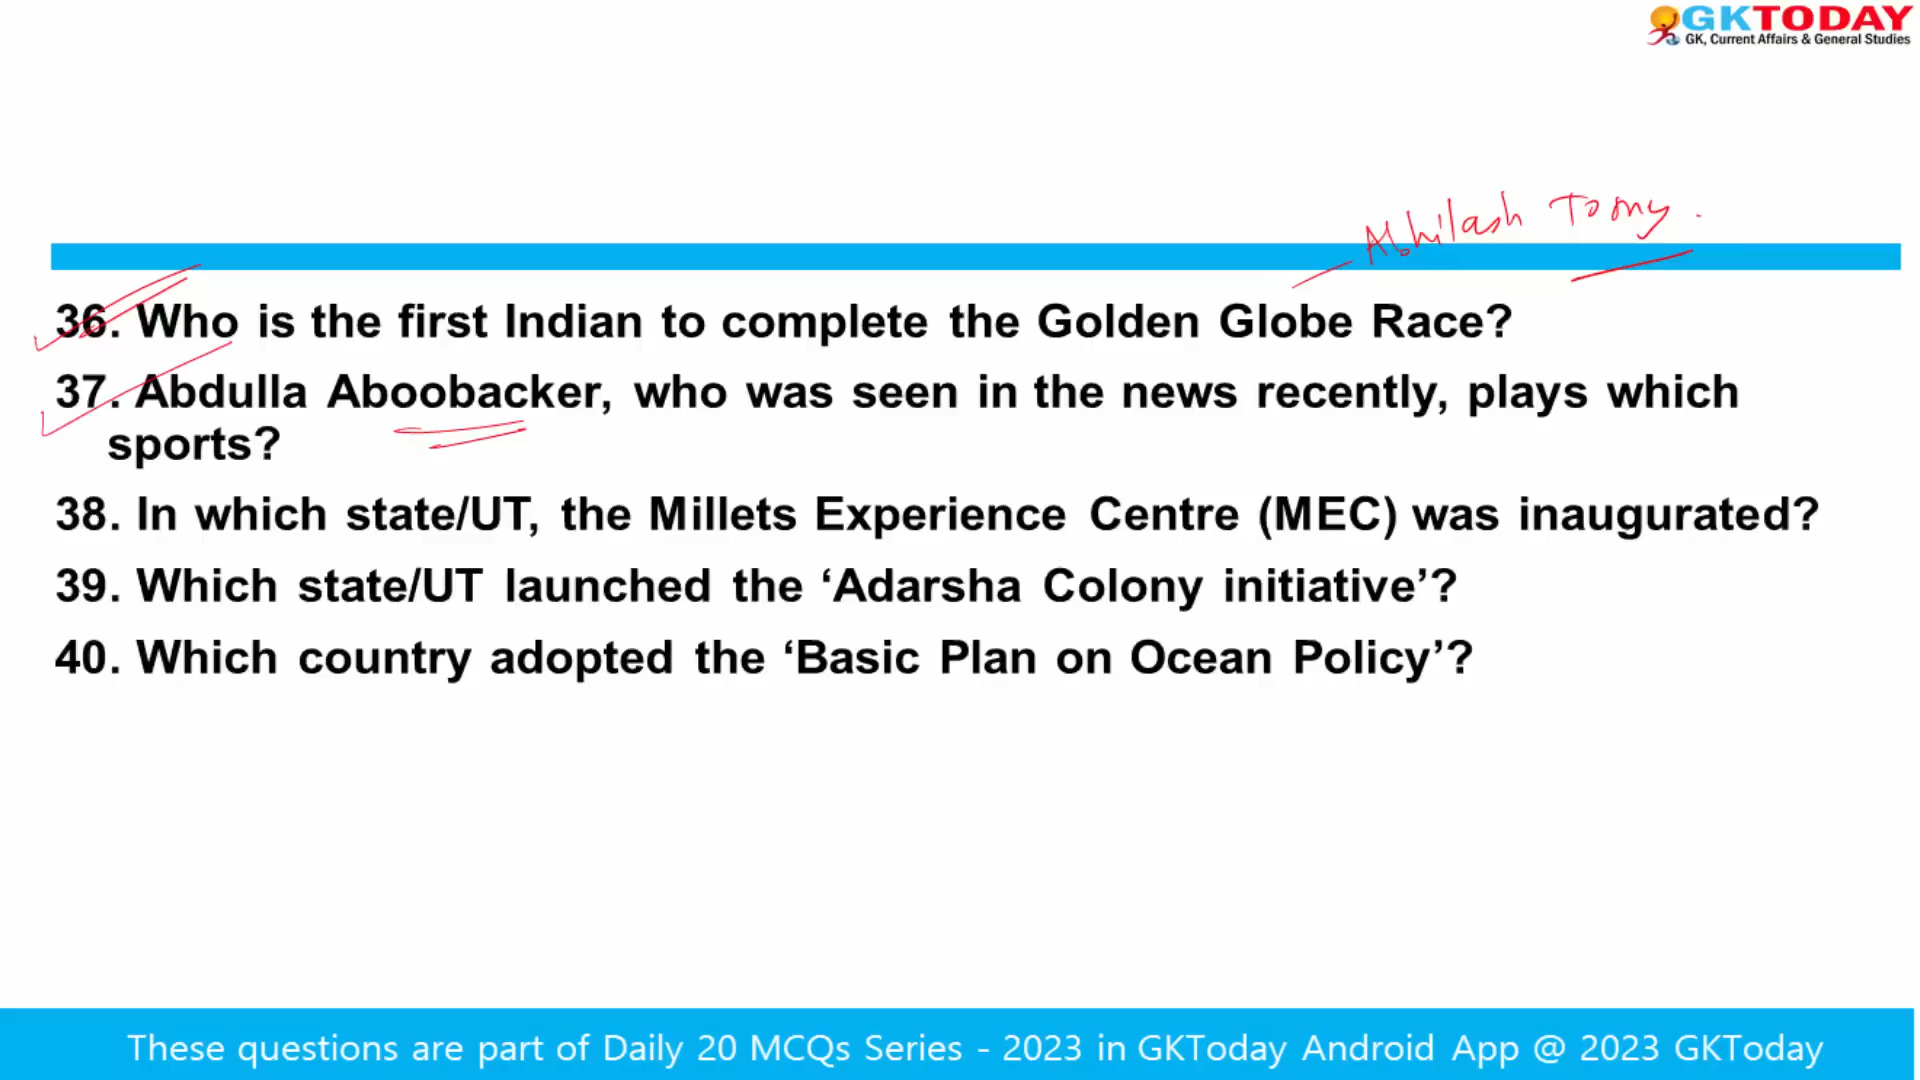 GKTODAY
GK, Current Affairs & General Studies
Abhilash Tomy.
36. Who is the first Indian to complete the Golden Globe Race?
37. Abdulla Aboobacker, who was seen in the news recently, plays which
sports?
38. In which state/UT, the Millets Experience Centre (MEC) was inaugurated?
39. Which state/UT launched the ‘Adarsha Colony initiative’?
40. Which country adopted the ‘Basic Plan on Ocean Policy’?
These questions are part of Daily 20 MCQs Series - 2023 in GKToday Android App @ 2023 GKToday